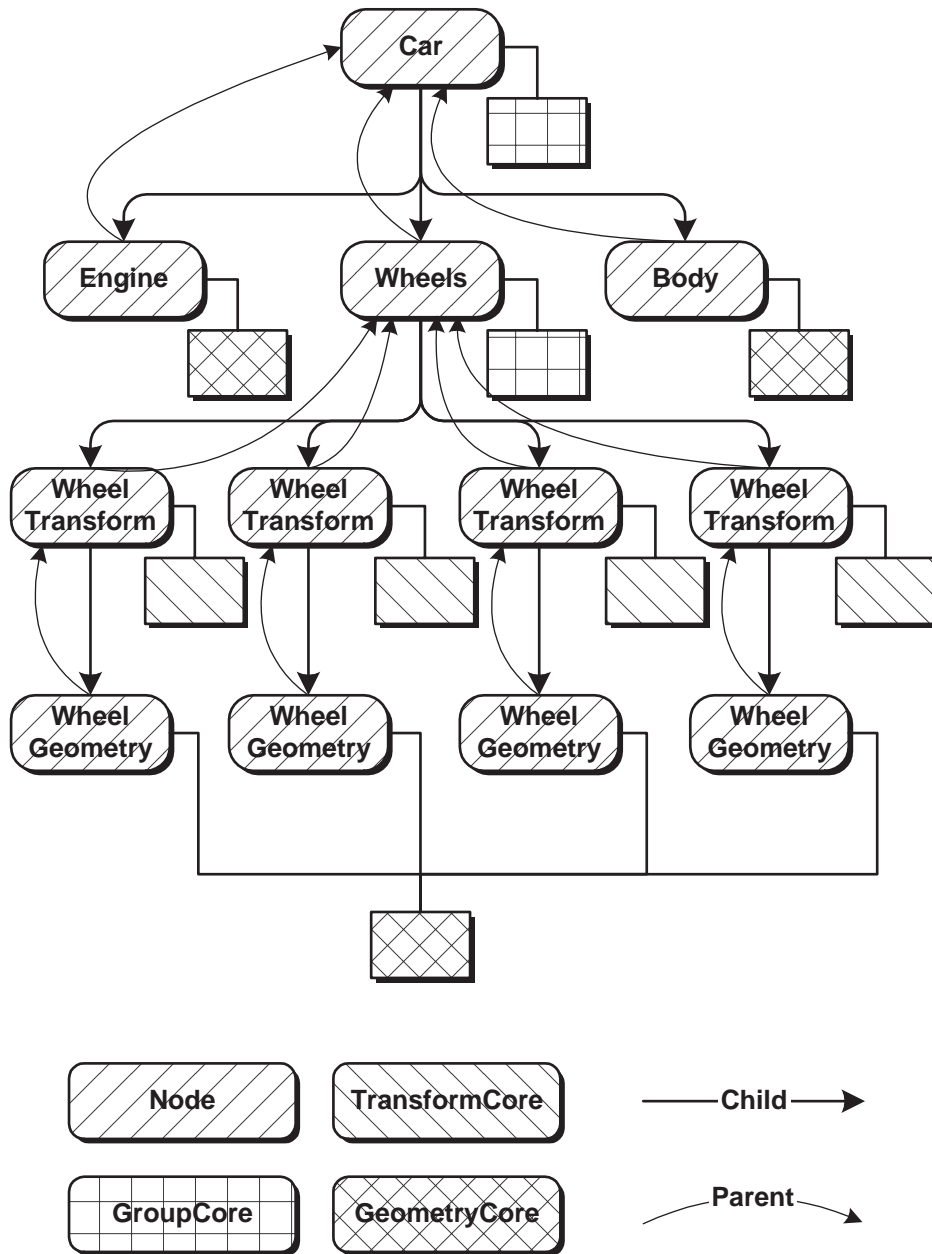 Car
Engine
Wheels
Body
Wheel
Transform
Wheel
Transform
Wheel
Transform
Wheel
Transform
Wheel
Geometry
Wheel
Geometry
Wheel
Geometry
Wheel
Geometry
Node
TransformCore
Child
GroupCore
GeometryCore
Parent